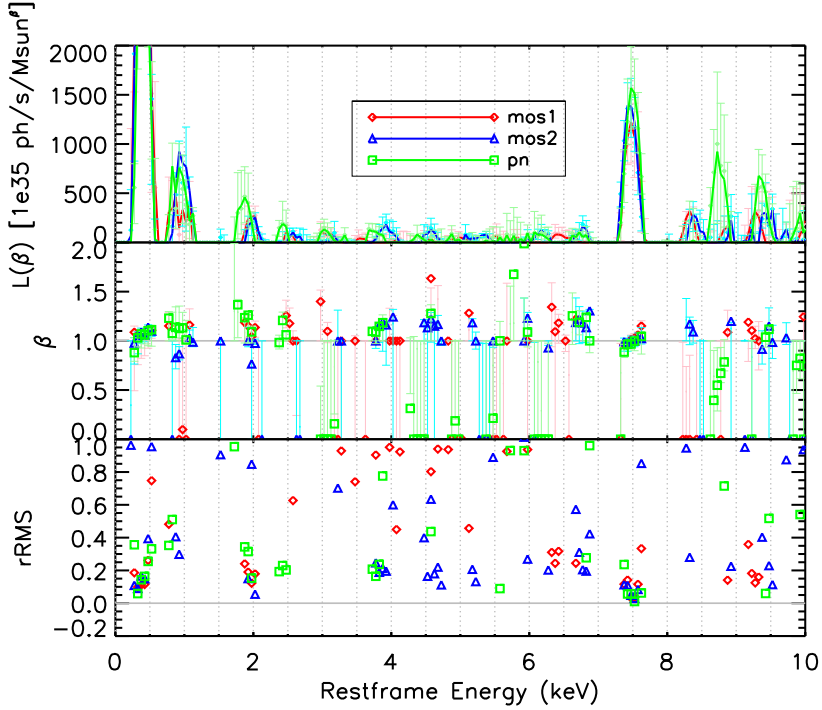 2000
1500
1000
500
0
L(β) [1e35 ph/s/Msunᵝ]
mos1
mos2
pn
2.0
1.5
1.0
0.5
0.0
β
1.0
0.8
0.6
0.4
0.2
0.0
−0.2
rRMS
0 2 4 6 8 10
Restframe Energy (keV)